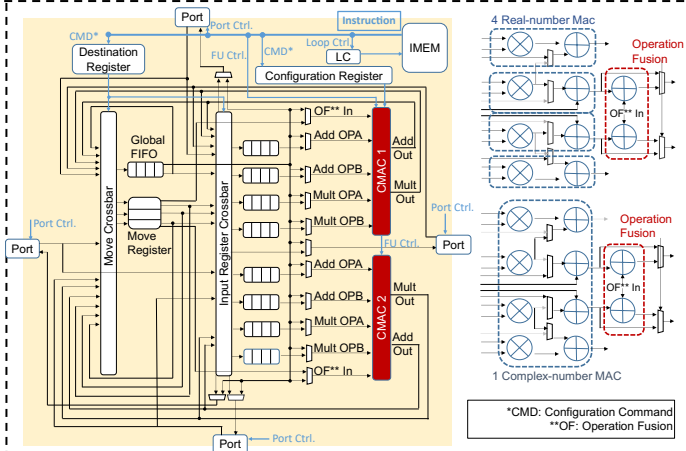 Port
Port Ctrl.
Instruction
CMD*
Destination
Register
FU Ctrl.
CMD*
Loop Ctrl.
LC
IMEM
Configuration Register
Global
FIFO
Move Crossbar
Move
Register
Input Register Crossbar
OF** In
Add OPA
Add OPB
Mult OPA
Mult OPB
CMAC 1
Add
Out
Mult
Out
Port Ctrl.
Port
Port Ctrl.
Port
FU Ctrl.
Add OPA
Add OPB
Mult OPA
Mult OPB
OF** In
CMAC 2
Mult
Out
Add
Out
Port
Port Ctrl.
4 Real-number Mac
Operation
Fusion
OF** In
Operation
Fusion
OF** In
1 Complex-number MAC
*CMD: Configuration Command
**OF: Operation Fusion